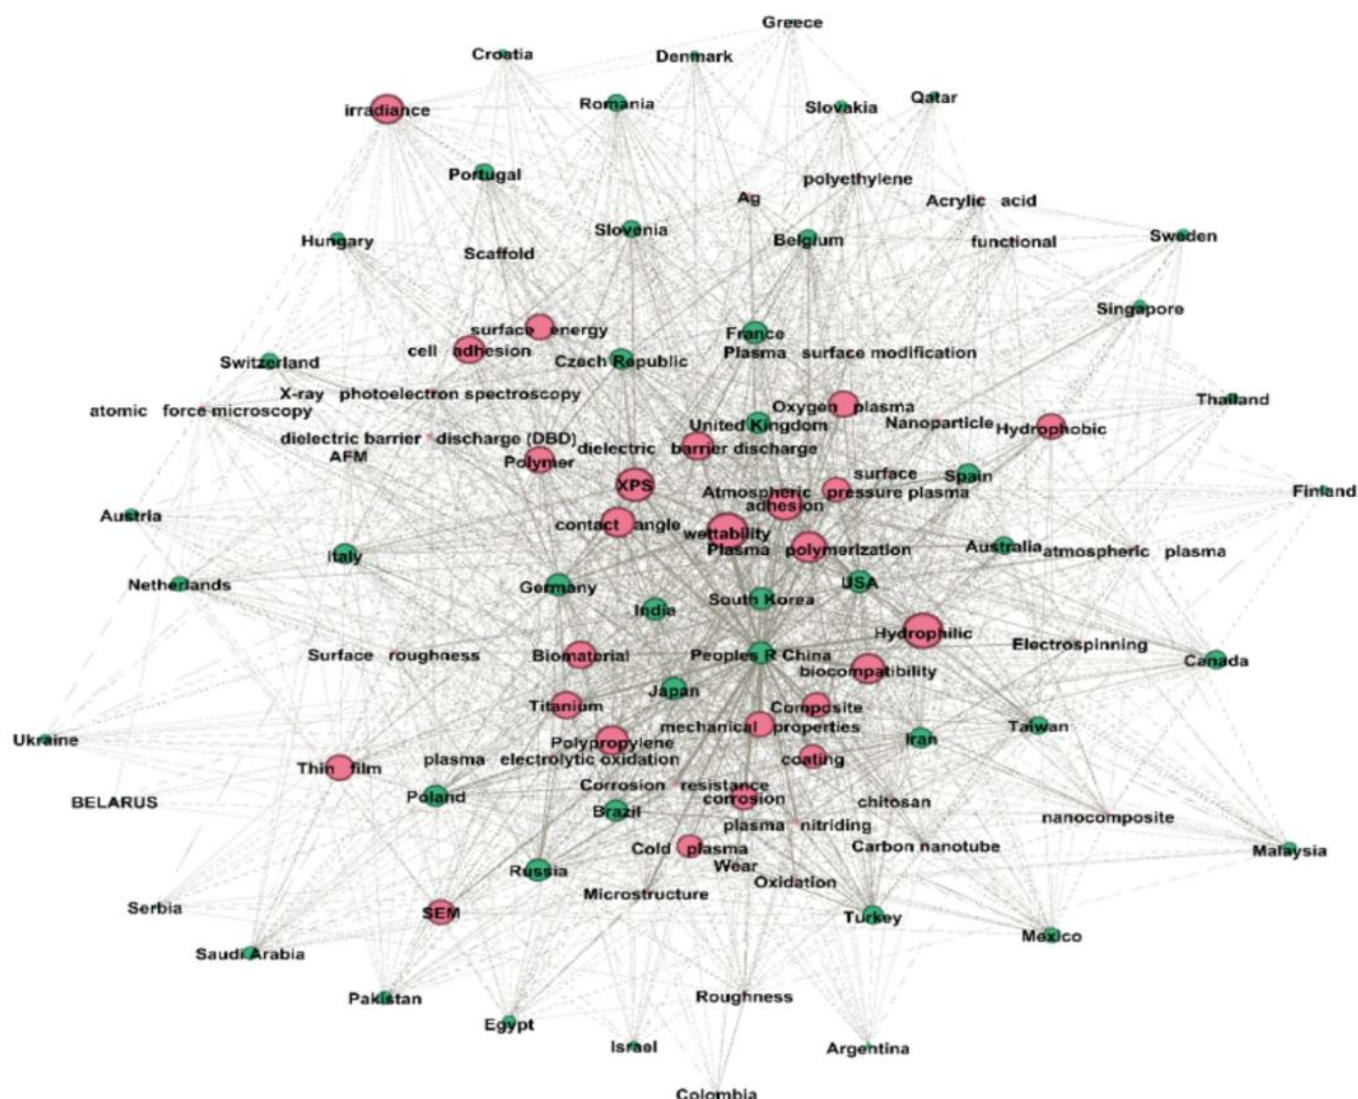 Greece
Croatia
Denmark
irradiance
Romania
Slovakia
Qatar
Portugal
polyethylene
Ag
Acrylic acid
Hungary
Scaffold
Slovenia
Belgium
functional
Sweden
Singapore
surface energy
France
cell adhesion
Czech Republic
Plasma surface modification
Switzerland
X-ray photoelectron spectroscopy
Thailand
atomic force microscopy
Oxygen plasma
United Kingdom
Nanoparticle
Hydrophobic
dielectric barrier discharge (DBD)
dielectric barrier discharge
AFM
Polymer
surface
Spain
XPS
Atmospheric pressure plasma
Finland
adhesion
Austria
contact angle
wettability
Plasma polymerization
Italy
Australia
atmospheric plasma
Netherlands
Germany
USA
India
South Korea
Hydrophilic
Electrospinning
Surface roughness
Biomaterial
Peoples R China
Canada
biocompatibility
Japan
Titanium
Composite
mechanical properties
Taiwan
Ukraine
Polypropylene
Iran
plasma electrolytic oxidation
coating
Thin film
Corrosion resistance
Poland
corrosion
BELARUS
Brazil
chitosan
nanocomposite
plasma nitriding
Cold plasma
Carbon nanotube
Malaysia
Wear
Russia
Oxidation
Microstructure
Serbia
SEM
Turkey
Mexico
Saudi Arabia
Pakistan
Roughness
Egypt
Israel
Argentina
Colombia